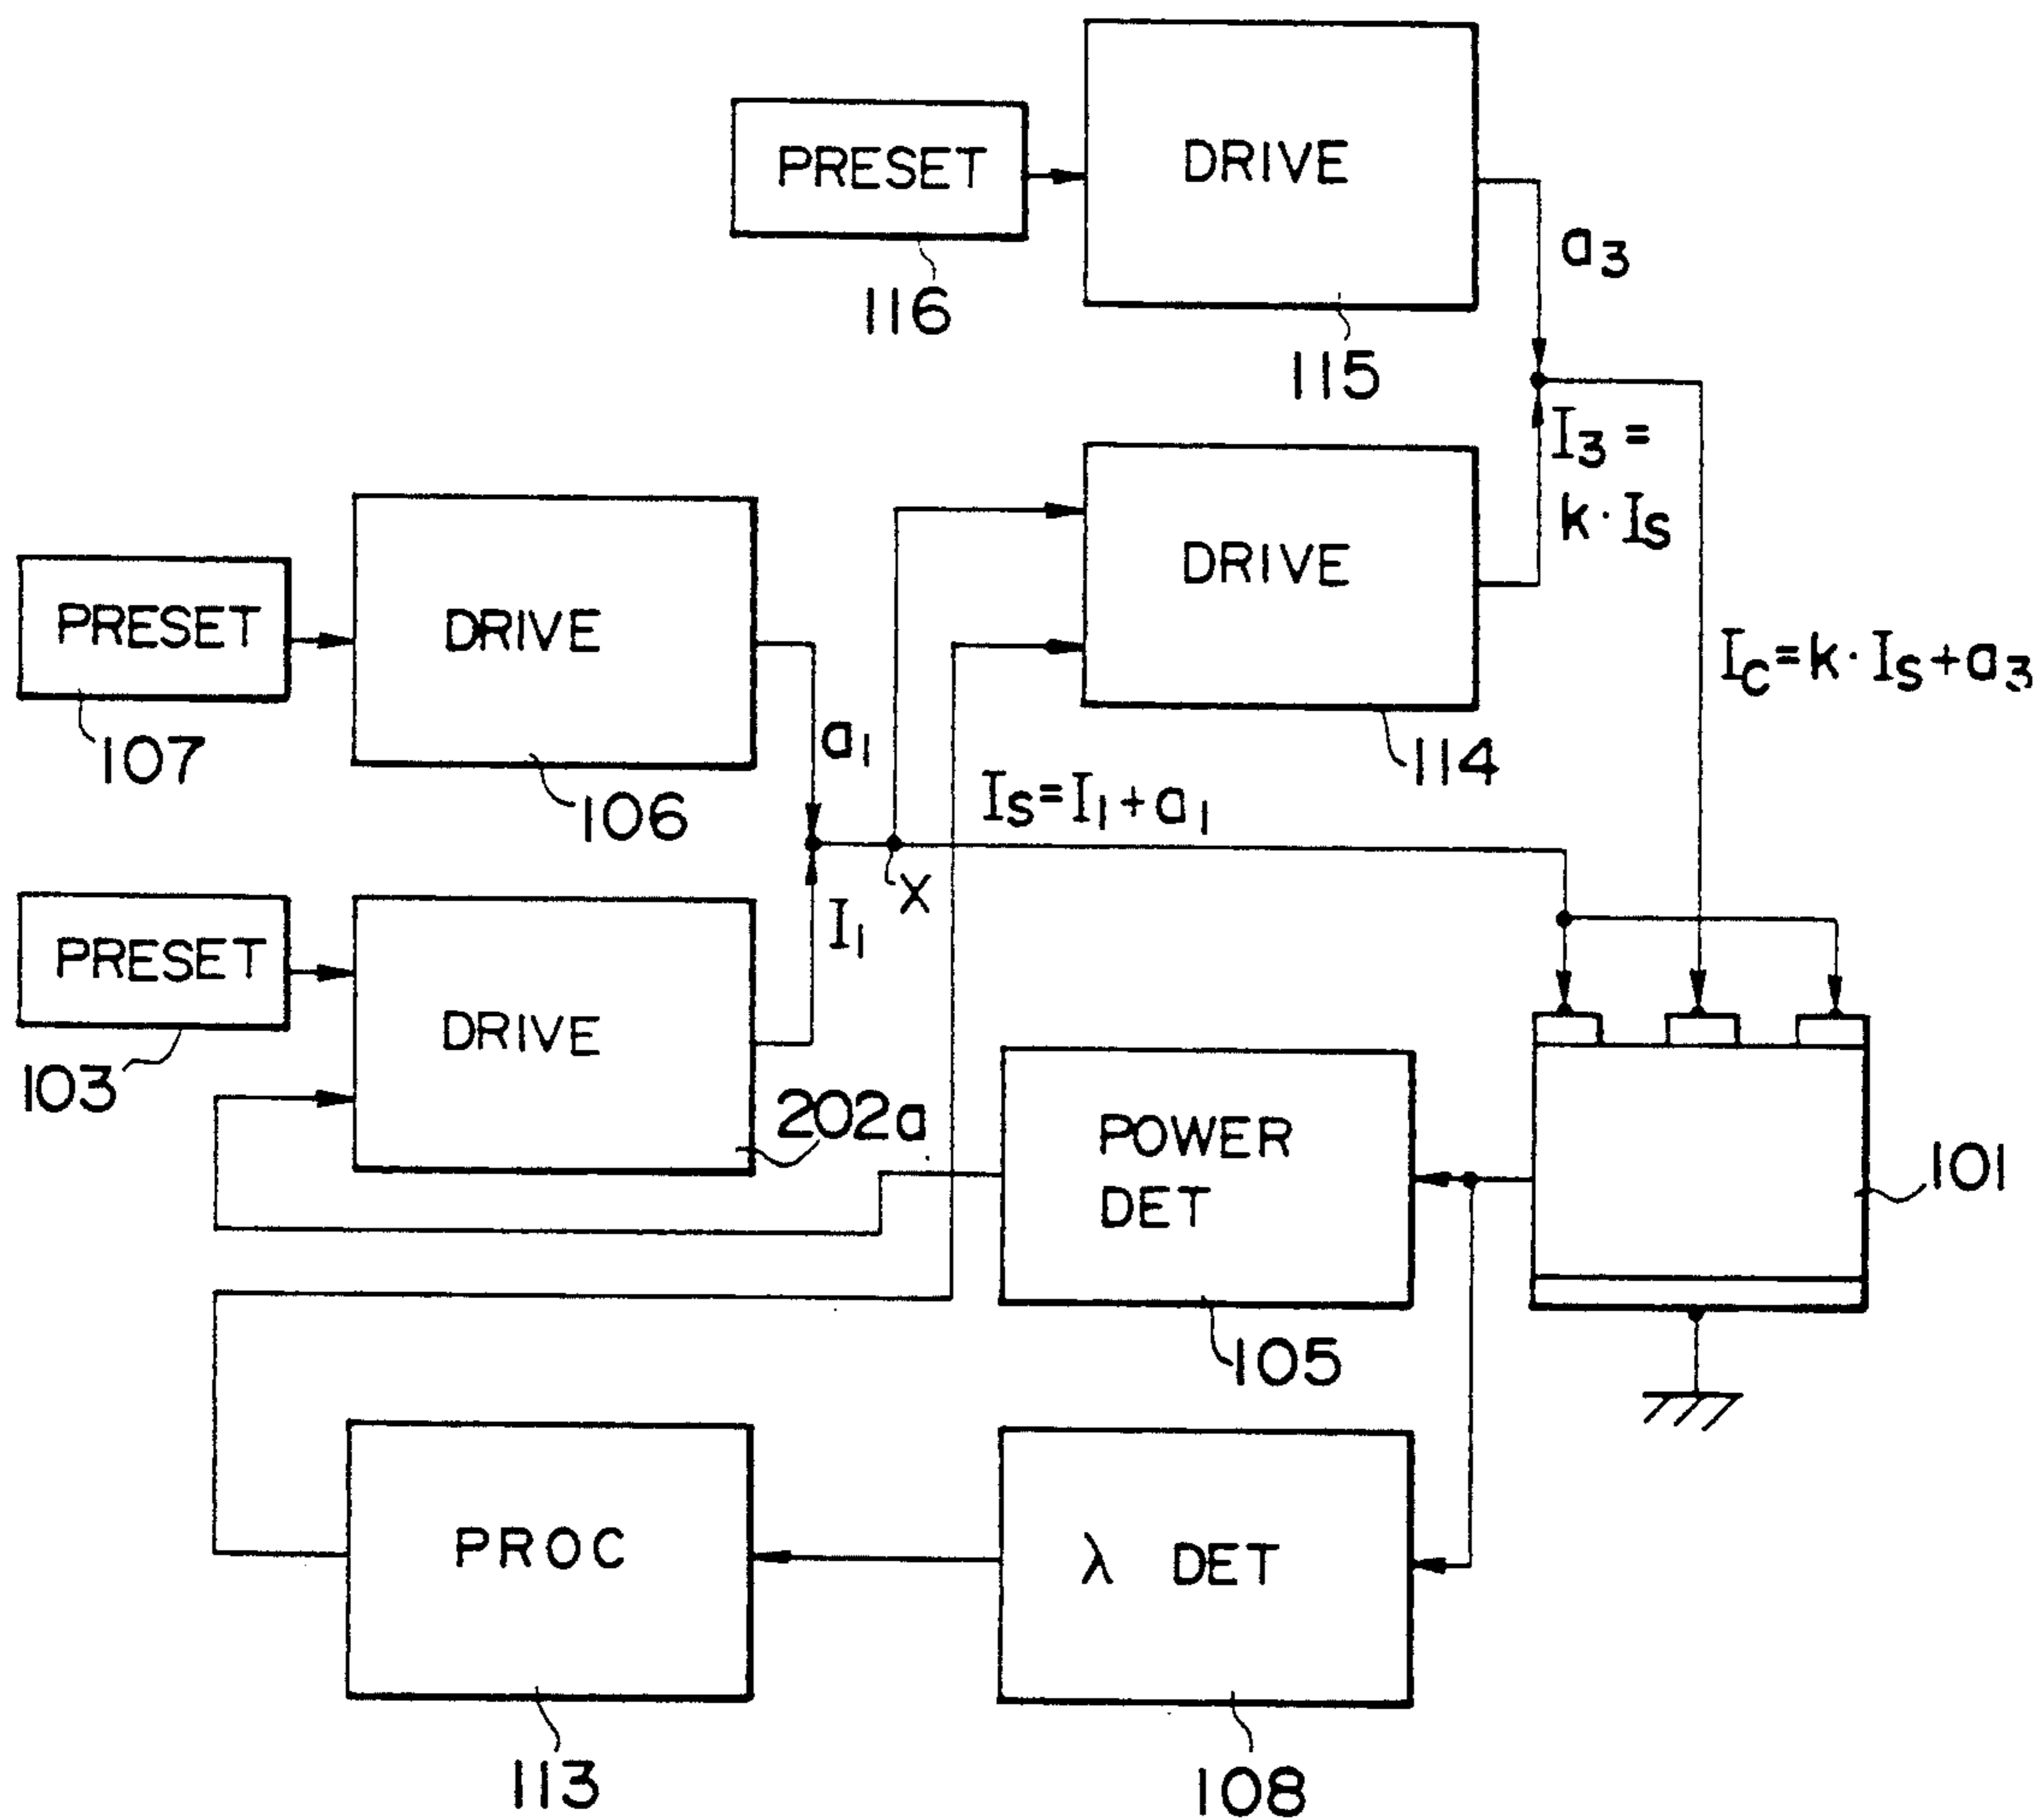 DRIVE
PRESET
a3
116
115
I3 =
k · Is
DRIVE
DRIVE
PRESET
Ic=k · Is+a3
a1
107
114
106
Is=I1+a1
X
I1
PRESET
DRIVE
103
202a
POWER
DET
101
105
PROC
λ DET
113
108